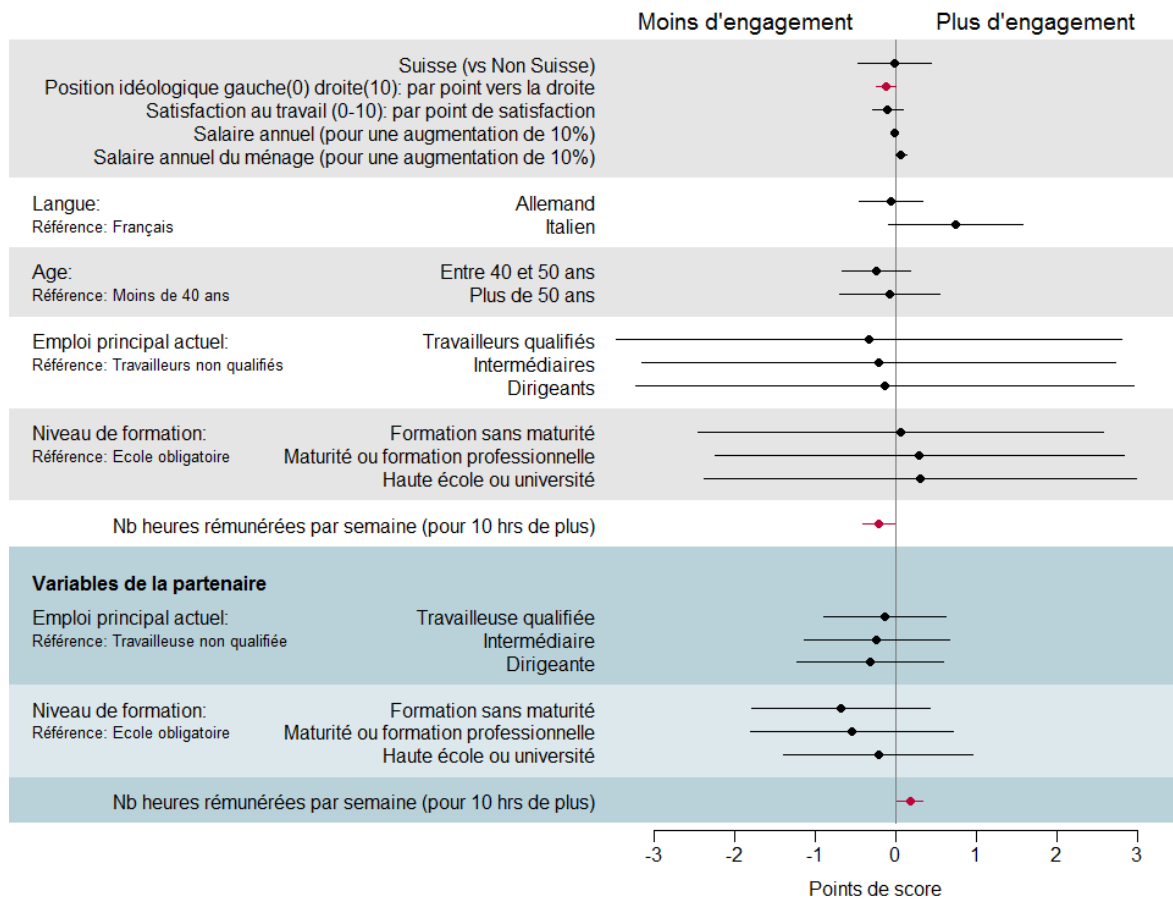 Moins d'engagement Plus d'engagement
Suisse (vs Non Suisse)
Position idéologique gauche(0) droite(10): par point vers la droite
Satisfaction au travail (0-10): par point de satisfaction
Salaire annuel (pour une augmentation de 10%)
Salaire annuel du ménage (pour une augmentation de 10%)
Langue: Allemand
Référence: Français Italien
Age: Entre 40 et 50 ans
Référence: Moins de 40 ans Plus de 50 ans
Emploi principal actuel: Travailleurs qualifiés
Référence: Travailleurs non qualifiés Intermédiaires
Dirigeants
Niveau de formation: Formation sans maturité
Référence: Ecole obligatoire Maturité ou formation professionnelle
Haute école ou université
Nb heures rémunérées par semaine (pour 10 hrs de plus)
Variables de la partenaire
Emploi principal actuel: Travailleuse qualifiée
Référence: Travailleuse non qualifiée Intermédiaire
Dirigeante
Niveau de formation: Formation sans maturité
Référence: Ecole obligatoire Maturité ou formation professionnelle
Haute école ou université
Nb heures rémunérées par semaine (pour 10 hrs de plus)
-3 -2 -1 0 1 2 3
Points de score